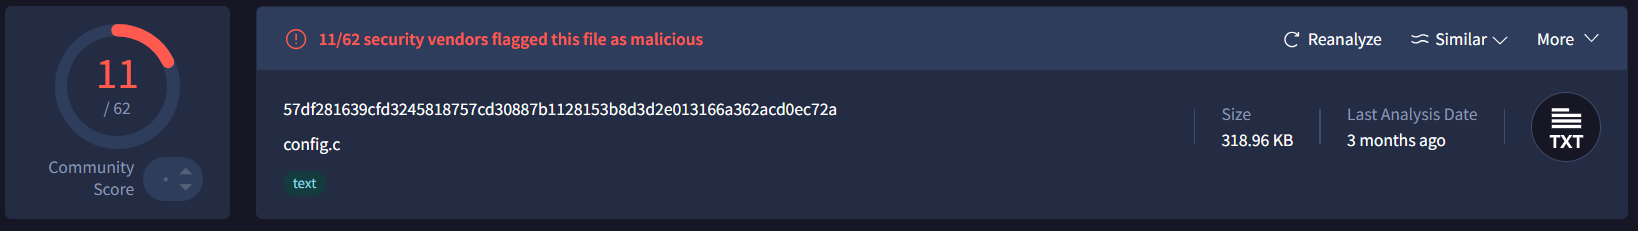 11
/ 62
Community
Score
11/62 security vendors flagged this file as malicious
Reanalyze
Similar
More
57df281639cfd3245818757cd30887b1128153b8d3d2e013166a362acd0ec72a
config.c
text
Size
318.96 KB
Last Analysis Date
3 months ago
TXT